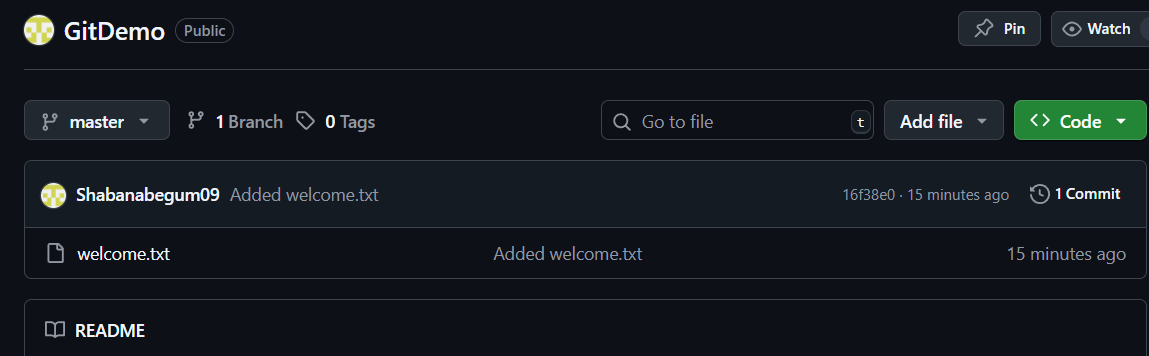 GitDemo Public Pin Watch
master 1 Branch 0 Tags Go to file t Add file Code
Shabanabegum09 Added welcome.txt 16f38e0 · 15 minutes ago 1 Commit
welcome.txt Added welcome.txt 15 minutes ago
README